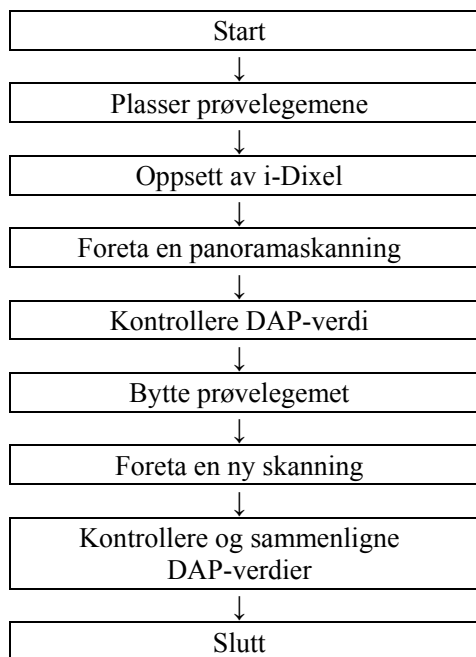 Start
↓
Plasser prøvelegemene
↓
Oppsett av i-Dixel
↓
Foreta en panoramaskanning
↓
Kontrollere DAP-verdi
↓
Bytte prøvelegemet
↓
Foreta en ny skanning
↓
Kontrollere og sammenligne
DAP-verdier
↓
Slutt